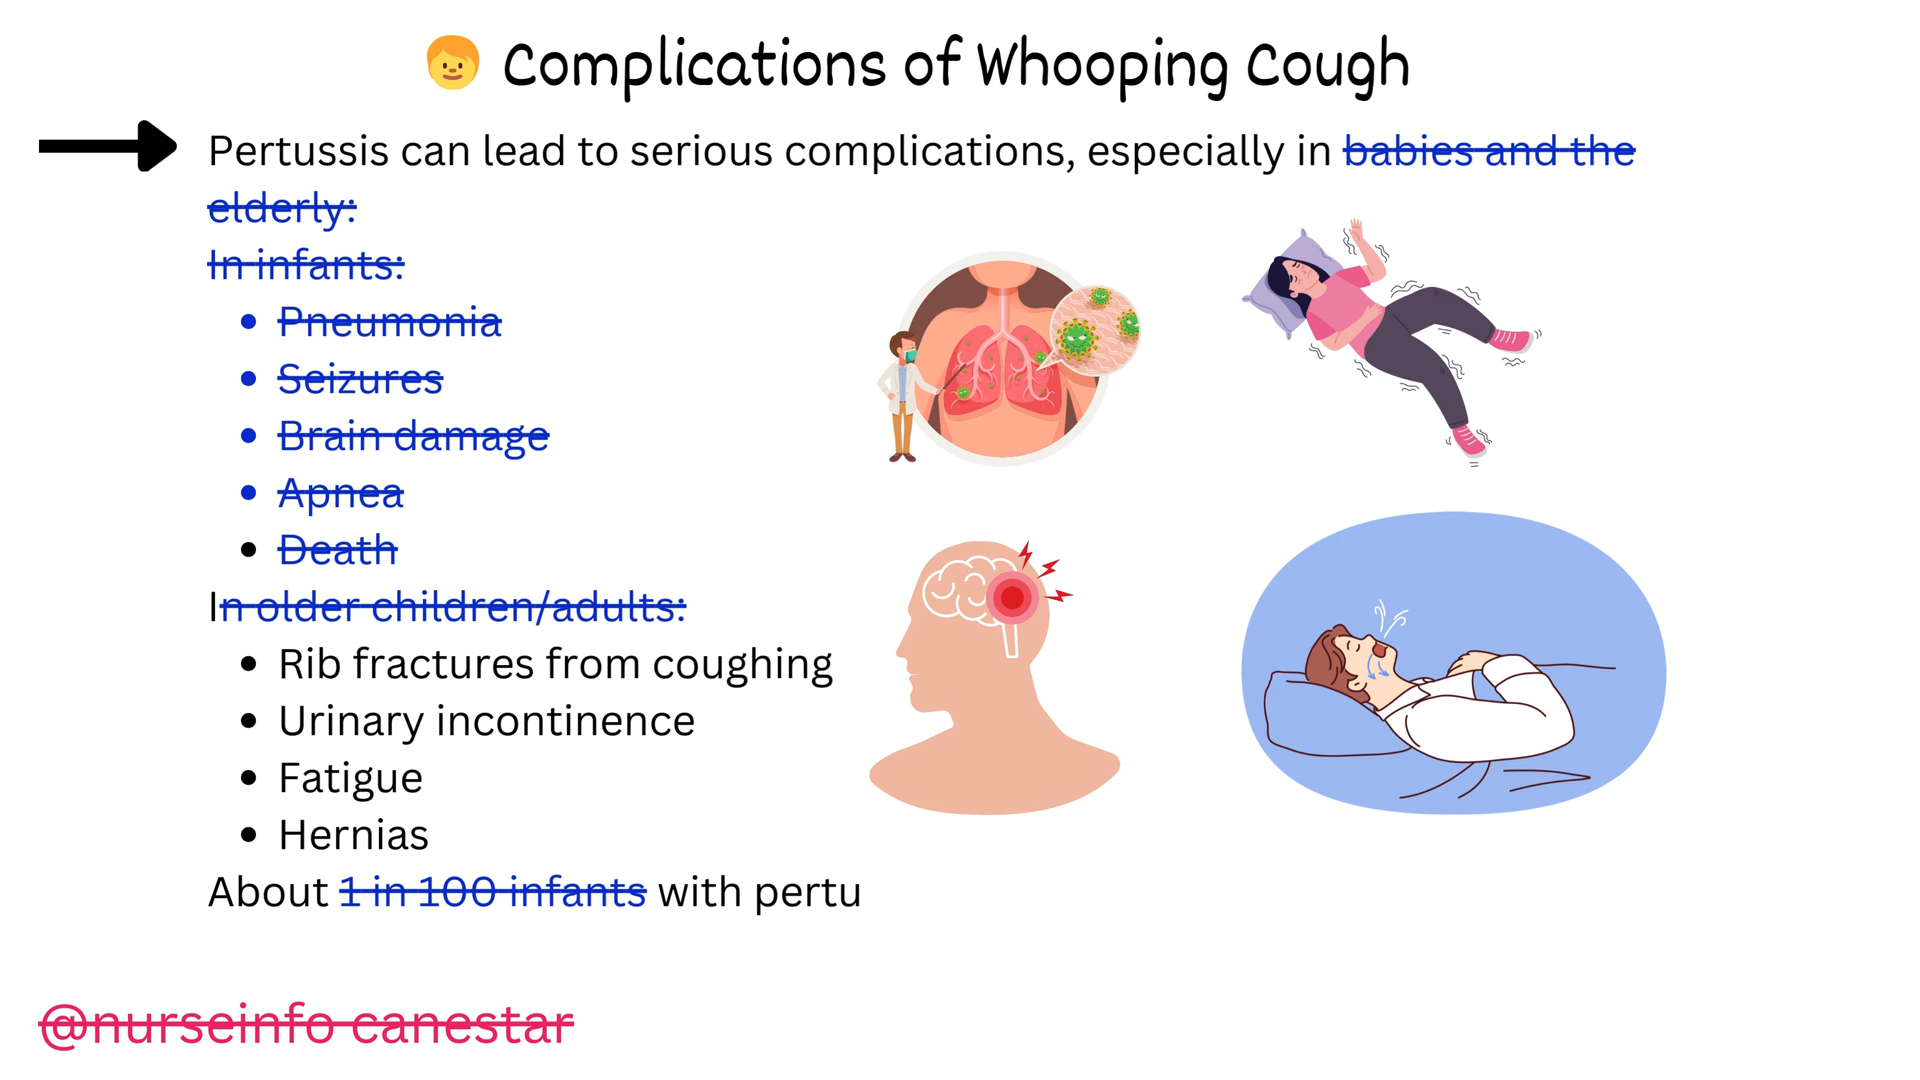 Complications of Whooping Cough
Pertussis can lead to serious complications, especially in babies and the
elderly:
In infants:
Pneumonia
Seizures
Brain damage
Apnea
Death
In older children/adults:
Rib fractures from coughing
Urinary incontinence
Fatigue
Hernias
About 1 in 100 infants with pertu
@nurseinfo canestar